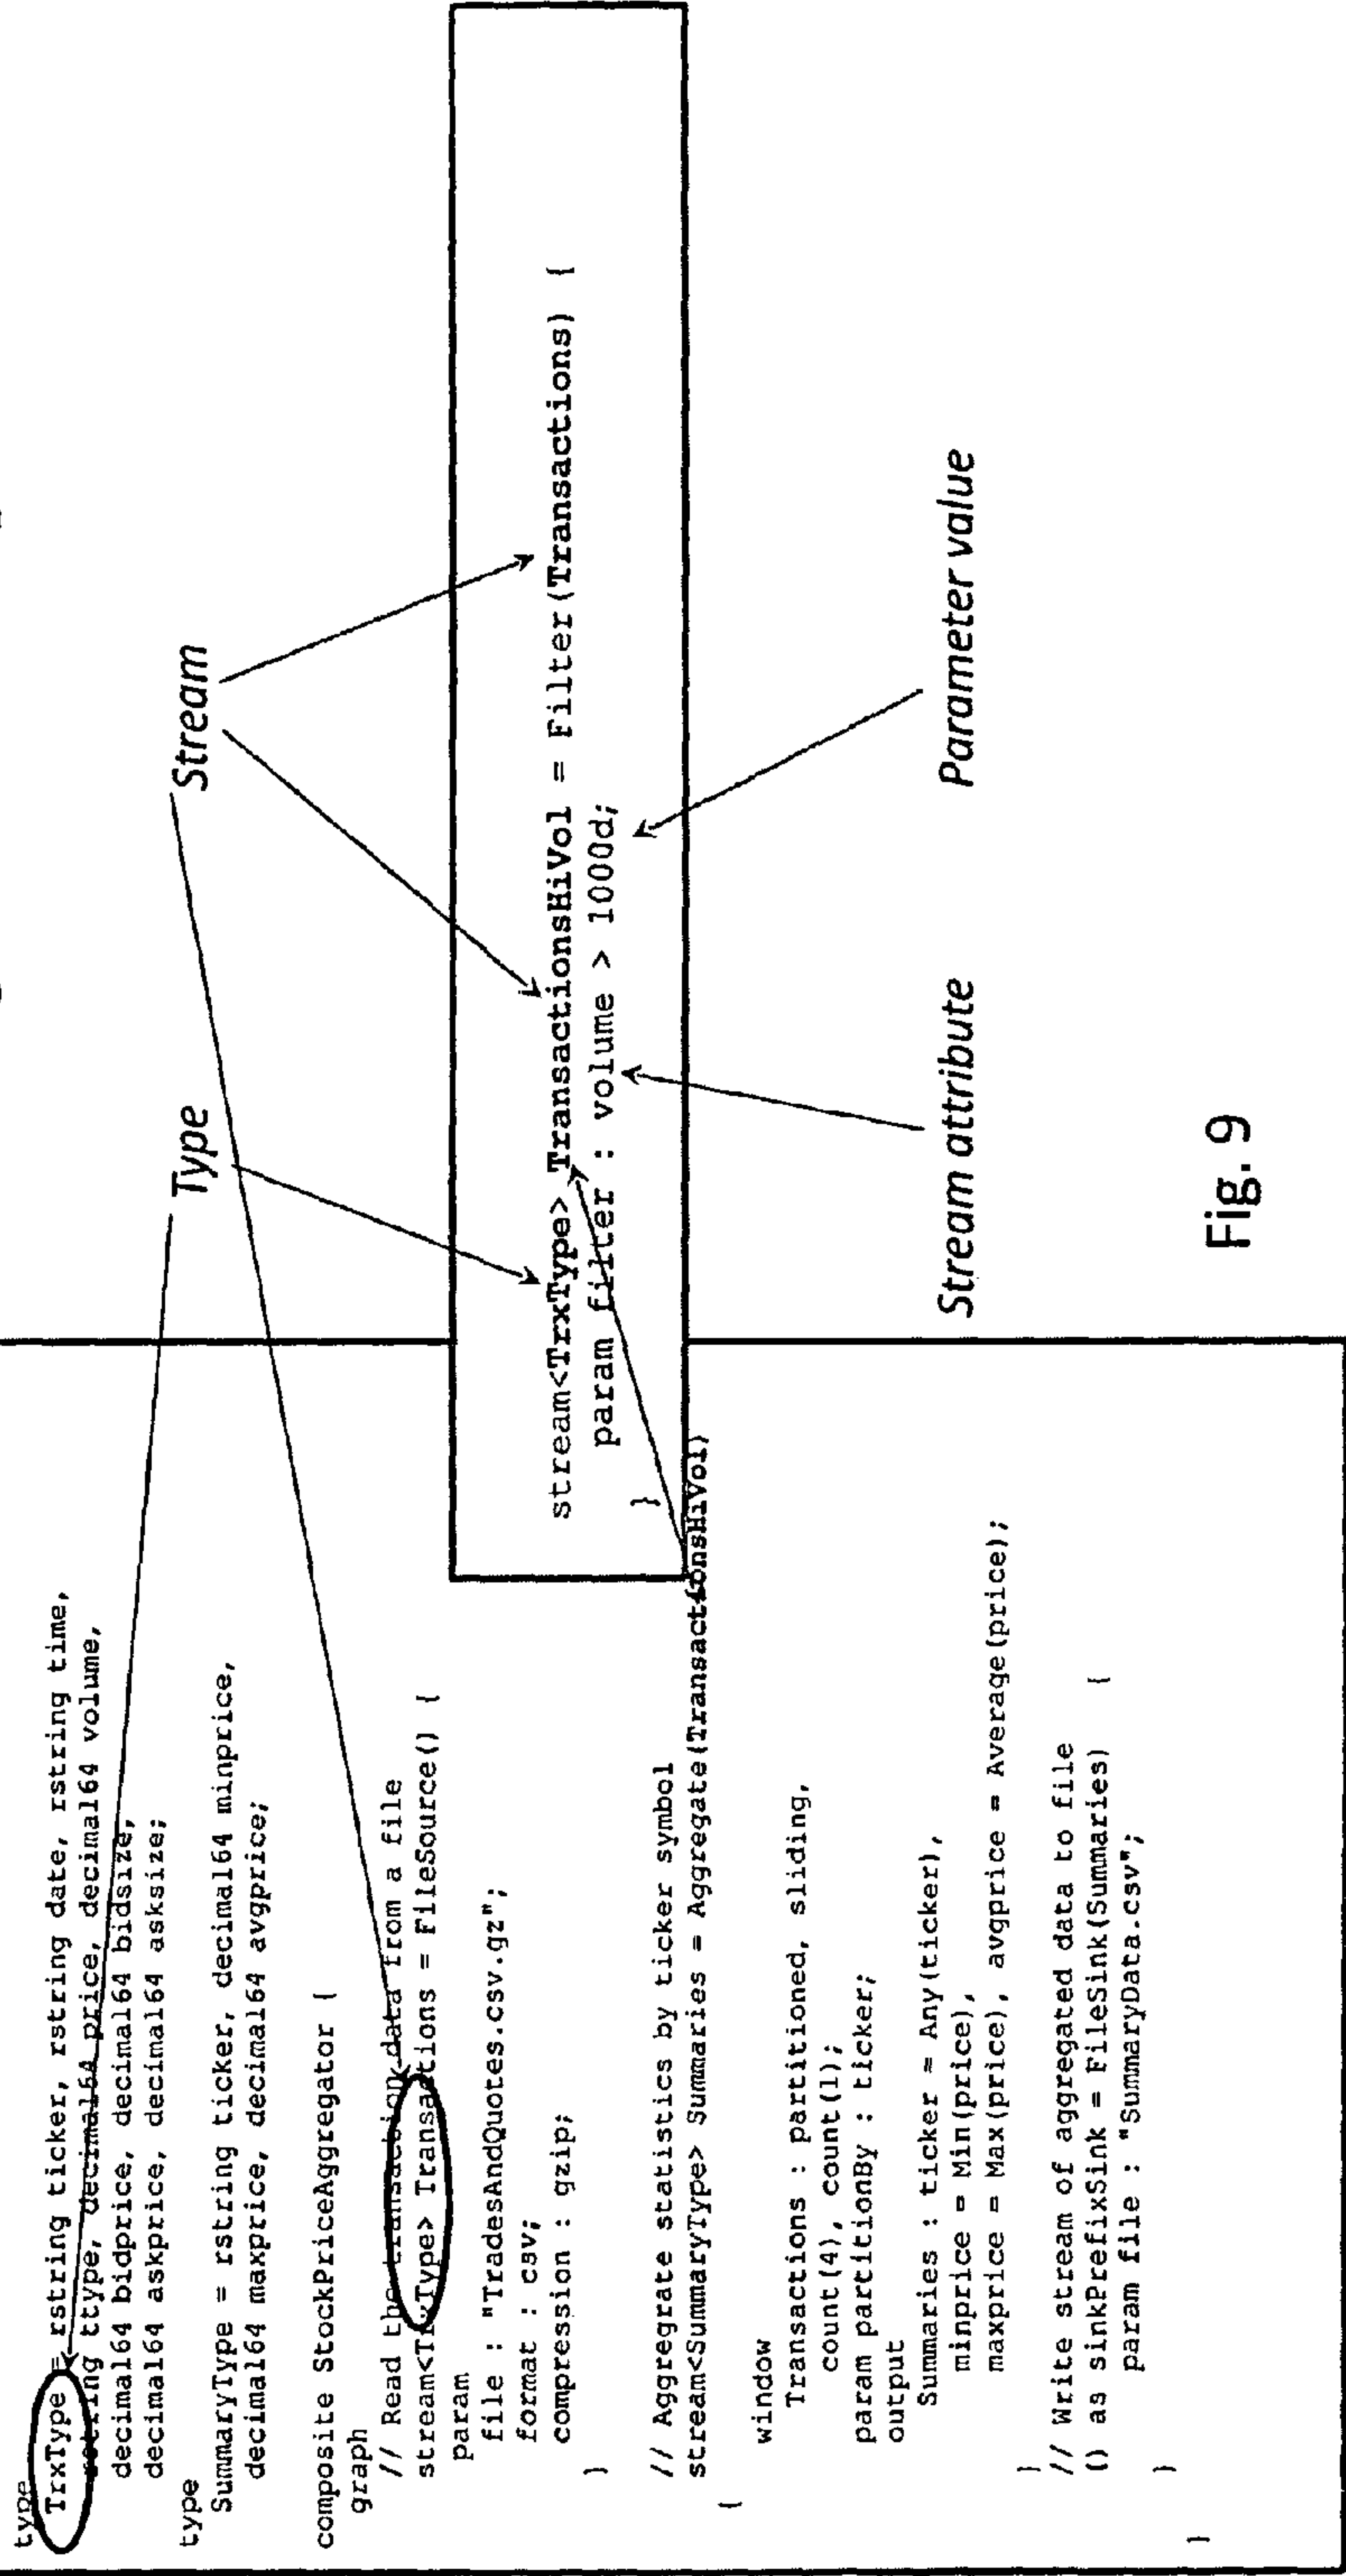 type
TrxType = rstring ticker, rstring date, rstring time,
rstring ttype, decimal64 price, decimal64 volume,
decimal64 bidprice, decimal64 bidsize,
decimal64 askprice, decimal64 asksize;
type
SummaryType = rstring ticker, decimal64 minprice,
decimal64 maxprice, decimal64 avgprice;
composite StockPriceAggregator {
graph
// Read the transaction data from a file
stream<TrxType> Transactions = FileSource() {
param
file : "TradesAndQuotes.csv.gz";
format : csv;
compression : gzip;
}
// Aggregate statistics by ticker symbol
stream<SummaryType> Summaries = Aggregate(TransactionsHiVol)
{
window
Transactions : partitioned, sliding,
count(4), count(1);
param partitionBy : ticker;
output
Summaries : ticker = Any(ticker),
minprice = Min(price),
maxprice = Max(price), avgprice = Average(price);
}
// Write stream of aggregated data to file
() as sinkPrefixSink = FileSink(Summaries) {
param file : "SummaryData.csv";
}
}
Type
Stream
stream<TrxType> TransactionsHiVol = Filter(Transactions) {
param filter : volume > 1000d;
}
Stream attribute
Parameter value
Fig. 9